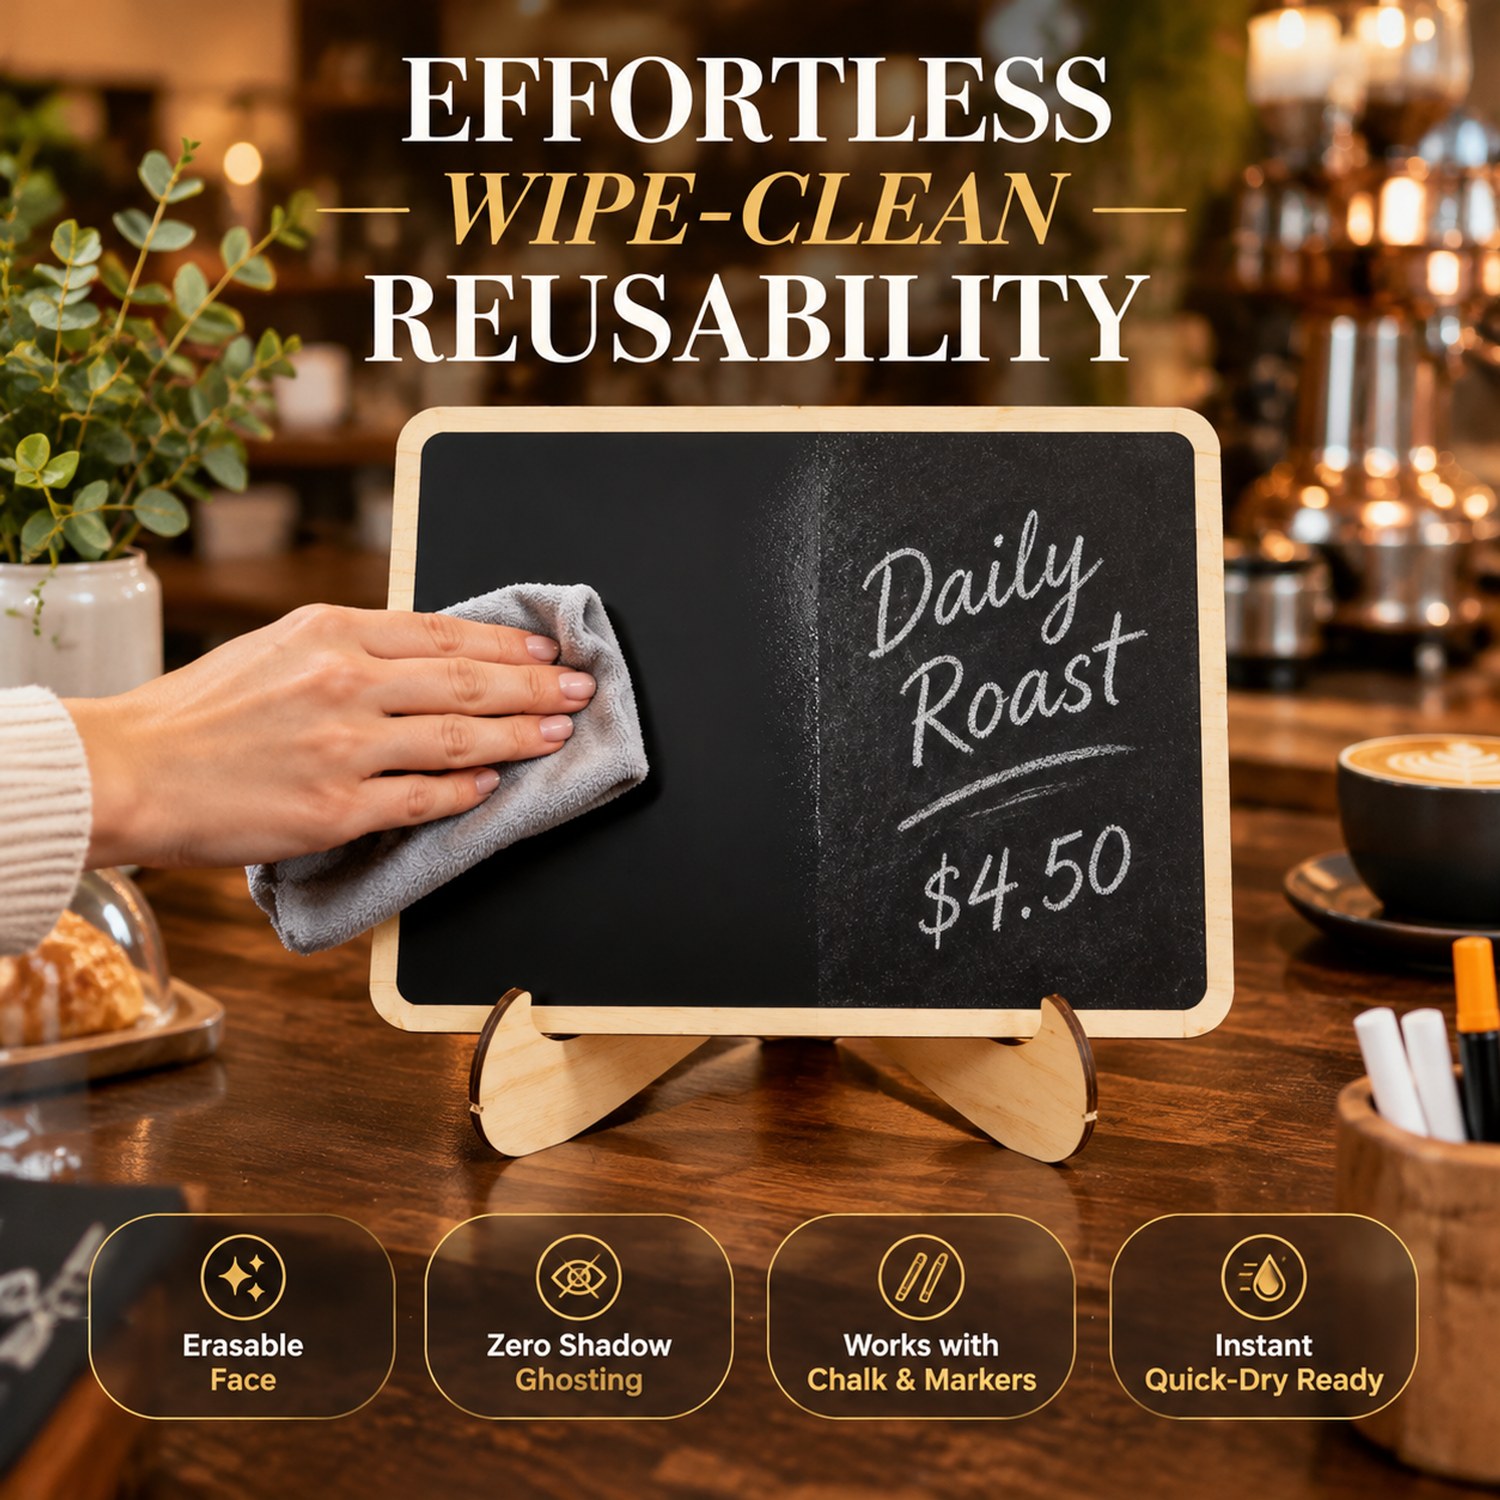 EFFORTLESS
WIPE-CLEAN
REUSABILITY
Daily
Roast
$4.50
Erasable
Face
Zero Shadow
Ghosting
Works with
Chalk & Markers
Instant
Quick-Dry Ready